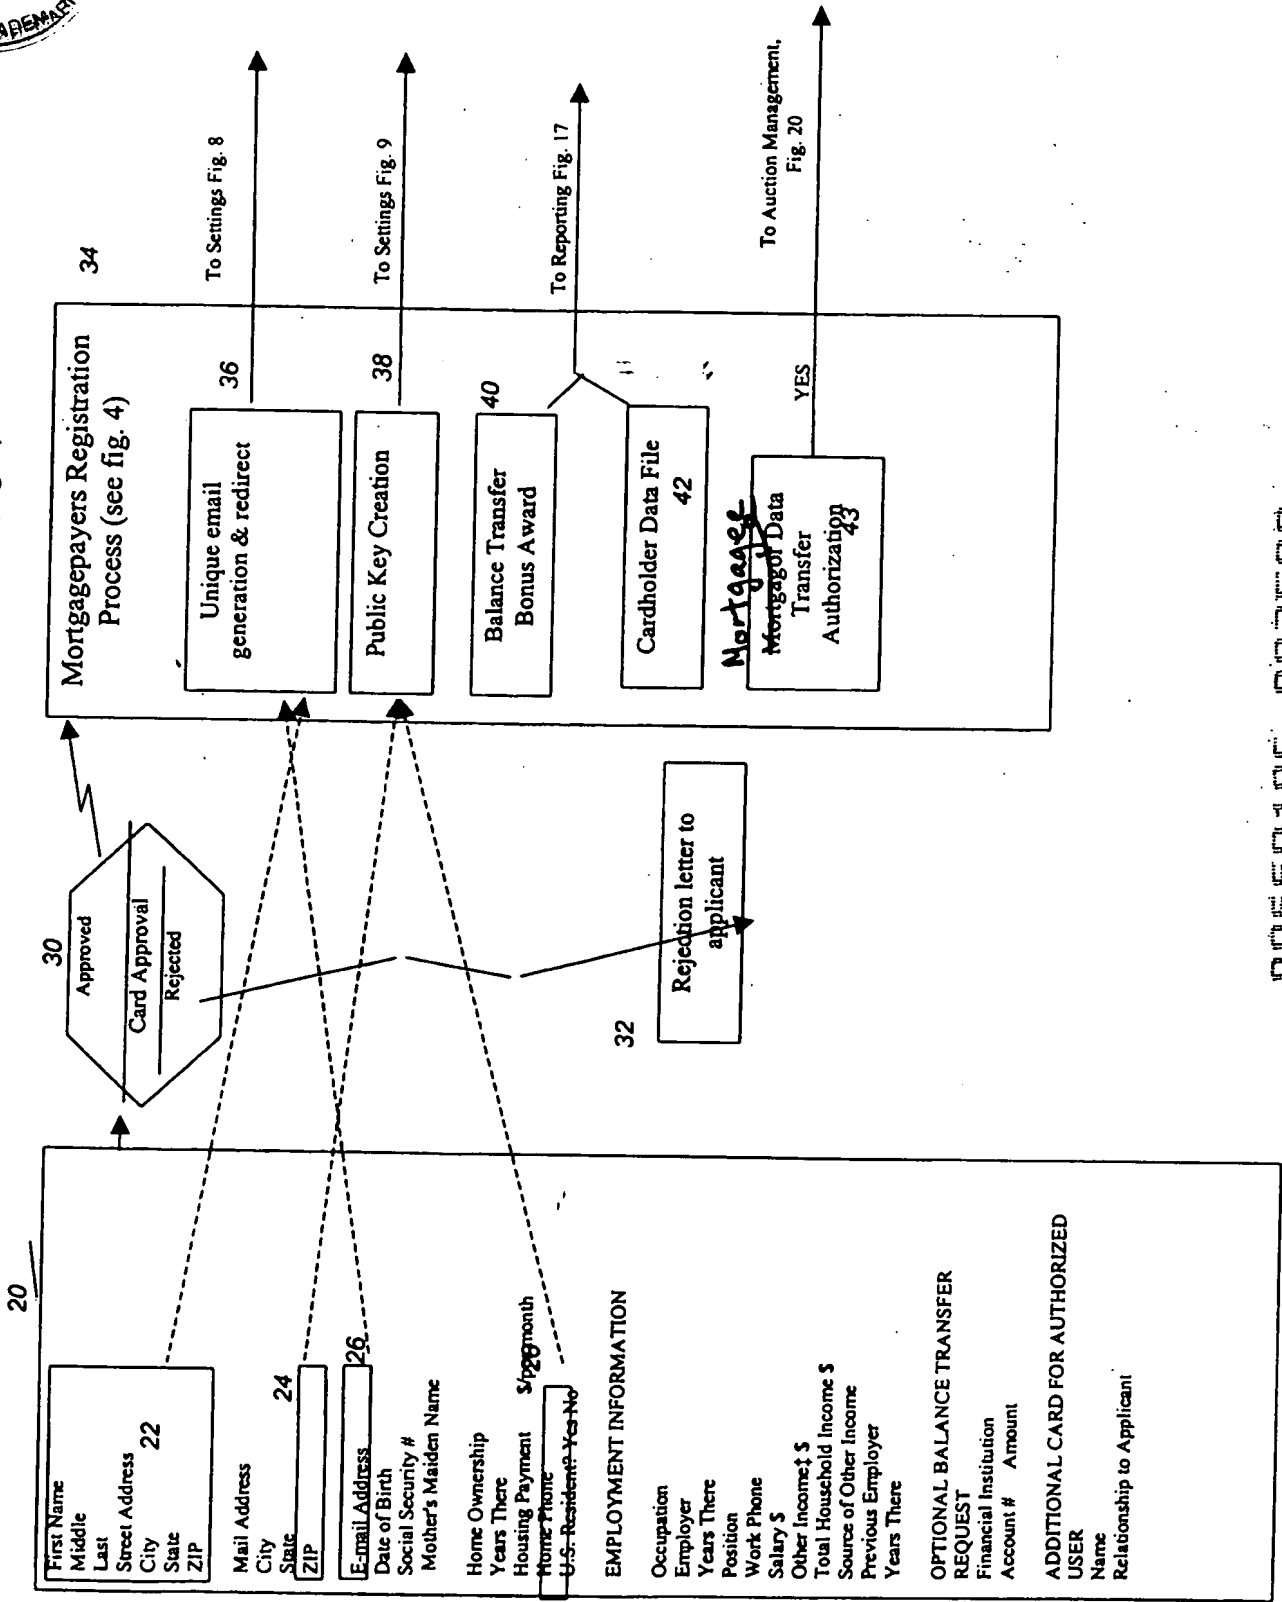 20
First Name
Middle
Last
Street Address
City 22
State
ZIP
Mail Address
City
State
24
ZIP
26
E-mail Address
Date of Birth
Social Security #
Mother's Maiden Name
Home Ownership
Years There
Housing Payment $/per month
Home Phone
U.S. Resident? Yes No
EMPLOYMENT INFORMATION
Occupation
Employer
Years There
Position
Work Phone
Salary $
Other Income‡ $
Total Household Income $
Source of Other Income
Previous Employer
Years There
OPTIONAL BALANCE TRANSFER
REQUEST
Financial Institution
Account # Amount
ADDITIONAL CARD FOR AUTHORIZED
USER
Name
Relationship to Applicant
30
Approved
Card Approval
Rejected
32
Rejection letter to
applicant
34
Mortgagepayers Registration
Process (see fig. 4)
36
Unique email
generation & redirect
To Settings Fig. 8
38
Public Key Creation
To Settings Fig. 9
40
Balance Transfer
Bonus Award
Cardholder Data File
42
To Reporting Fig. 17
Mortgagee
Mortgagor Data
Transfer
Authorization
43
YES
To Auction Management,
Fig. 20